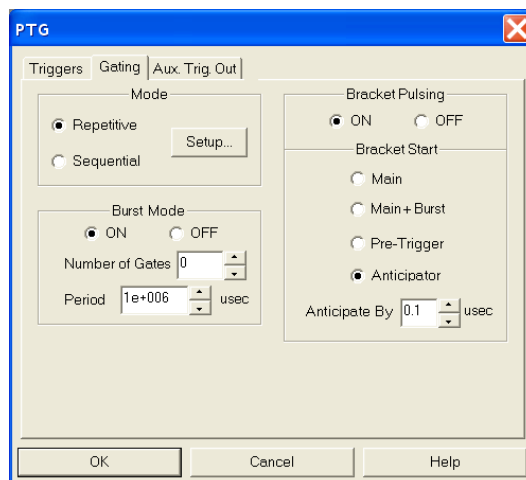 PTG
Triggers Gating Aux. Trig. Out
Mode
Repetitive
Sequential
Setup...
Burst Mode
ON OFF
Number of Gates 0
Period 1e+006 usec
Bracket Pulsing
ON OFF
Bracket Start
Main
Main + Burst
Pre-Trigger
Anticipator
Anticipate By 0.1 usec
OK Cancel Help